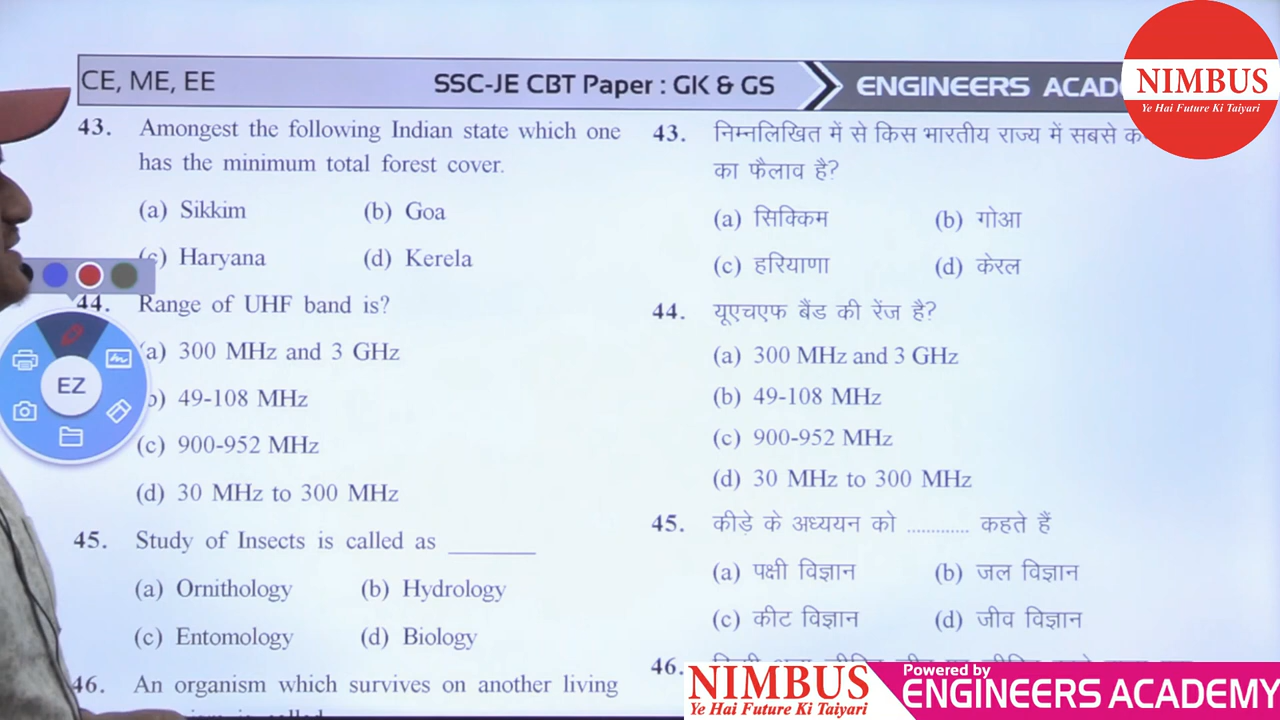 CE, ME, EE SSC-JE CBT Paper : GK & GS ENGINEERS
NIMBUS
Ye Hai Future Ki Taiyari
43. Amongest the following Indian state which one
has the minimum total forest cover.
(a) Sikkim (b) Goa
(c) Haryana (d) Kerela
44. Range of UHF band is?
(a) 300 MHz and 3 GHz
(b) 49-108 MHz
(c) 900-952 MHz
(d) 30 MHz to 300 MHz
45. Study of Insects is called as ________
(a) Ornithology (b) Hydrology
(c) Entomology (d) Biology
46. An organism which survives on another living
EZ
43. निम्नलिखित में से किस भारतीय राज्य में सबसे
का फैलाव है?
(a) सिक्किम (b) गोआ
(c) हरियाणा (d) केरल
44. यूएचएफ बैंड की रेंज है?
(a) 300 MHz and 3 GHz
(b) 49-108 MHz
(c) 900-952 MHz
(d) 30 MHz to 300 MHz
45. कीड़े के अध्ययन को ............. कहते हैं
(a) पक्षी विज्ञान (b) जल विज्ञान
(c) कीट विज्ञान (d) जीव विज्ञान
46.
NIMBUS
Ye Hai Future Ki Taiyari
Powered by
ENGINEERS ACADEMY